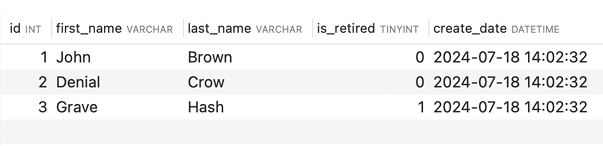 id INT first_name VARCHAR last_name VARCHAR is_retired TINYINT create_date DATETIME
1 John Brown 0 2024-07-18 14:02:32
2 Denial Crow 0 2024-07-18 14:02:32
3 Grave Hash 1 2024-07-18 14:02:32